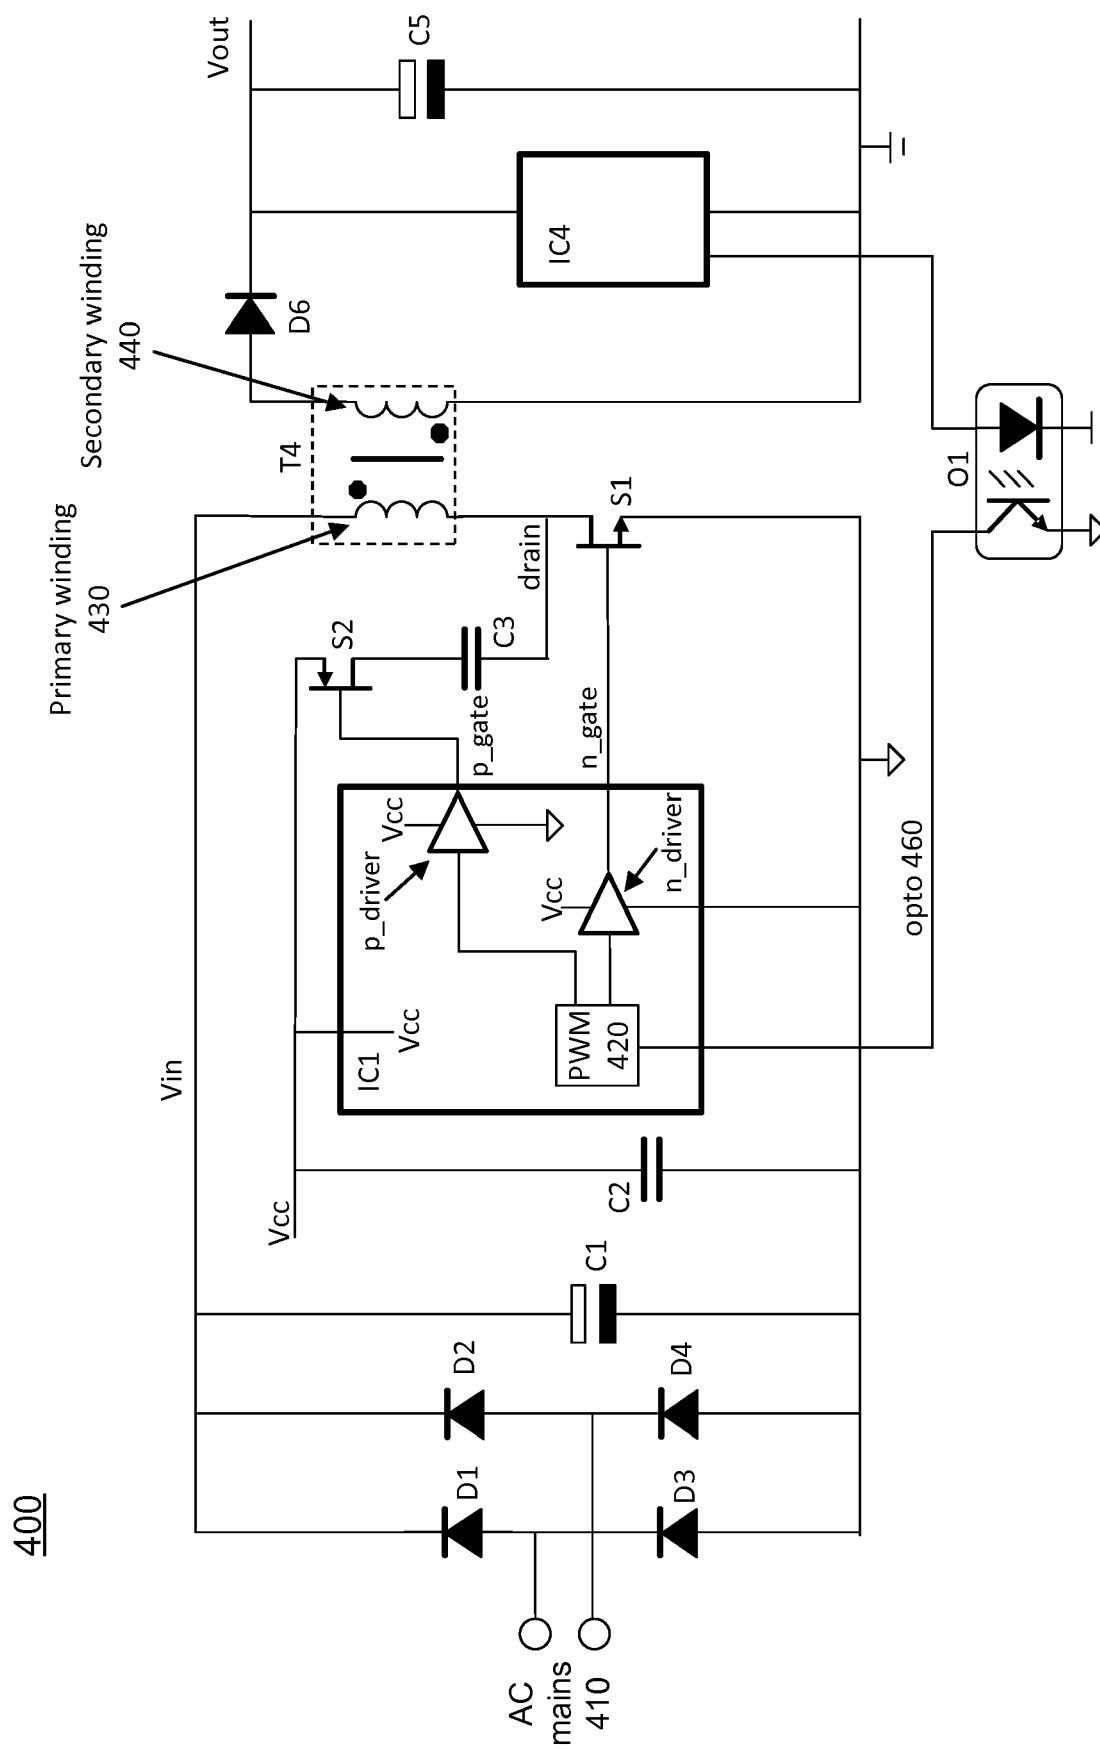 400
AC
mains
410
D1
D2
D3
D4
C1
Vin
Vcc
C2
IC1
Vcc
PWM
420
p_driver
Vcc
Vcc
n_driver
p_gate
n_gate
S2
C3
drain
S1
Primary winding
430
T4
Secondary winding
440
D6
Vout
C5
IC4
opto 460
O1